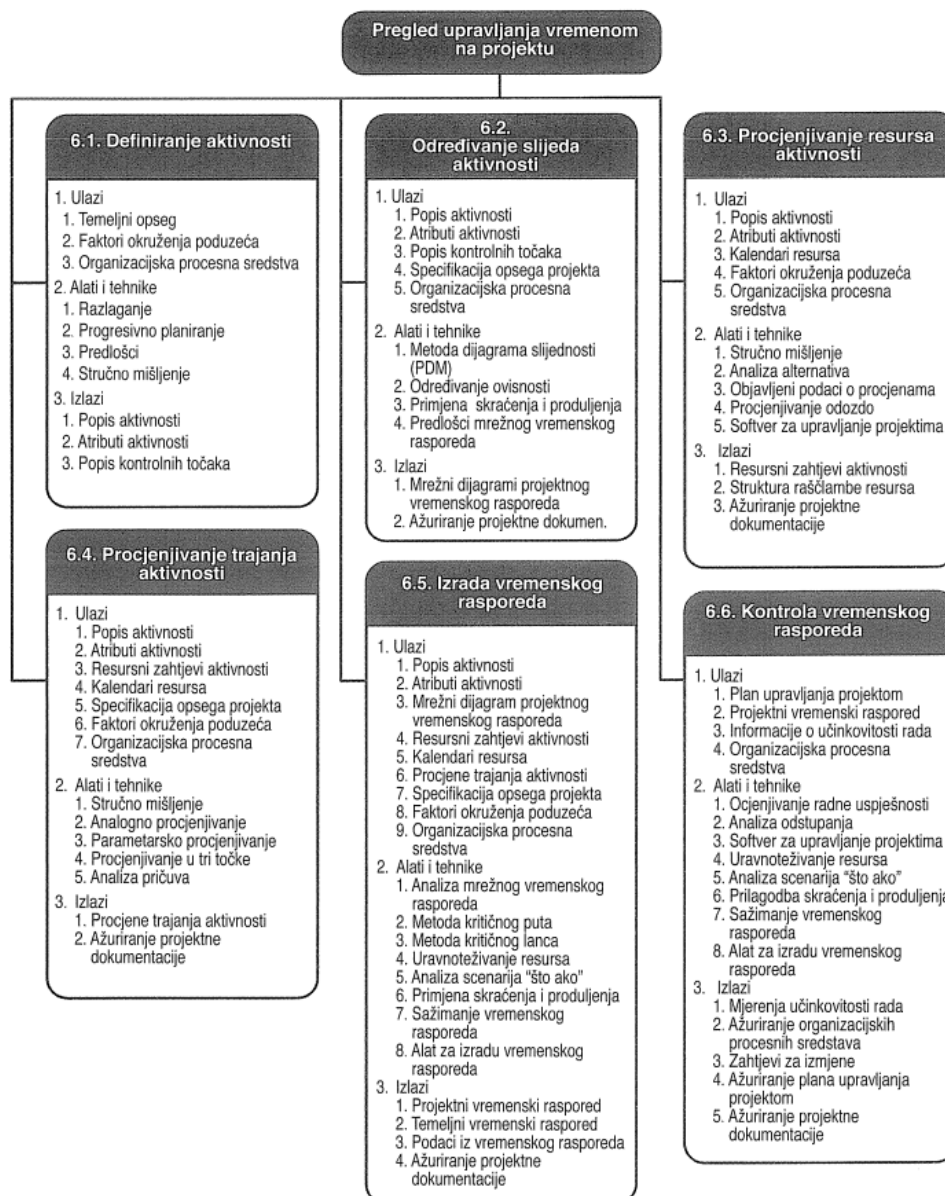 Pregled upravljanja vremenom
na projektu
6.1. Definiranje aktivnosti
1. Ulazi
1. Temeljni opseg
2. Faktori okruženja poduzeća
3. Organizacijska procesna sredstva
2. Alati i tehnike
1. Razlaganje
2. Progresivno planiranje
3. Predlošci
4. Stručno mišljenje
3. Izlazi
1. Popis aktivnosti
2. Atributi aktivnosti
3. Popis kontrolnih točaka
6.2.
Određivanje slijeda
aktivnosti
1. Ulazi
1. Popis aktivnosti
2. Atributi aktivnosti
3. Popis kontrolnih točaka
4. Specifikacija opsega projekta
5. Organizacijska procesna
sredstva
2. Alati i tehnike
1. Metoda dijagrama slijednosti
(PDM)
2. Određivanje ovisnosti
3. Primjena skraćenja i produljenja
4. Predlošci mrežnog vremenskog
rasporeda
3. Izlazi
1. Mrežni dijagrami projektnog
vremenskog rasporeda
2. Ažuriranje projektne dokumen.
6.3. Procjenjivanje resursa
aktivnosti
1. Ulazi
1. Popis aktivnosti
2. Atributi aktivnosti
3. Kalendari resursa
4. Faktori okruženja poduzeća
5. Organizacijska procesna
sredstva
2. Alati i tehnike
1. Stručno mišljenje
2. Analiza alternativa
3. Objavljeni podaci o procjenama
4. Procjenjivanje odozdo
5. Softver za upravljanje projektima
3. Izlazi
1. Resursni zahtjevi aktivnosti
2. Struktura raščlambe resursa
3. Ažuriranje projektne
dokumentacije
6.4. Procjenjivanje trajanja
aktivnosti
1. Ulazi
1. Popis aktivnosti
2. Atributi aktivnosti
3. Resursni zahtjevi aktivnosti
4. Kalendari resursa
5. Specifikacija opsega projekta
6. Faktori okruženja poduzeća
7. Organizacijska procesna
sredstva
2. Alati i tehnike
1. Stručno mišljenje
2. Analogno procjenjivanje
3. Parametarsko procjenjivanje
4. Procjenjivanje u tri točke
5. Analiza pričuva
3. Izlazi
1. Procjene trajanja aktivnosti
2. Ažuriranje projektne
dokumentacije
6.5. Izrada vremenskog
rasporeda
1. Ulazi
1. Popis aktivnosti
2. Atributi aktivnosti
3. Mrežni dijagram projektnog
vremenskog rasporeda
4. Resursni zahtjevi aktivnosti
5. Kalendari resursa
6. Procjene trajanja aktivnosti
7. Specifikacija opsega projekta
8. Faktori okruženja poduzeća
9. Organizacijska procesna
sredstva
2. Alati i tehnike
1. Analiza mrežnog vremenskog
rasporeda
2. Metoda kritičnog puta
3. Metoda kritičnog lanca
4. Uravnoteživanje resursa
5. Analiza scenarija "što ako"
6. Primjena skraćenja i produljenja
7. Sažimanje vremenskog
rasporeda
8. Alat za izradu vremenskog
rasporeda
3. Izlazi
1. Projektni vremenski raspored
2. Temeljni vremenski raspored
3. Podaci iz vremenskog rasporeda
4. Ažuriranje projektne
dokumentacije
6.6. Kontrola vremenskog
rasporeda
1. Ulazi
1. Plan upravljanja projektom
2. Projektni vremenski raspored
3. Informacije o učinkovitosti rada
4. Organizacijska procesna
sredstva
2. Alati i tehnike
1. Ocjenjivanje radne uspješnosti
2. Analiza odstupanja
3. Softver za upravljanje projektima
4. Uravnoteživanje resursa
5. Analiza scenarija "što ako"
6. Prilagodba skraćenja i produljenja
7. Sažimanje vremenskog
rasporeda
8. Alat za izradu vremenskog
rasporeda
3. Izlazi
1. Mjerenja učinkovitosti rada
2. Ažuriranje organizacijskih
procesnih sredstava
3. Zahtjevi za izmjene
4. Ažuriranje plana upravljanja
projektom
5. Ažuriranje projektne
dokumentacije